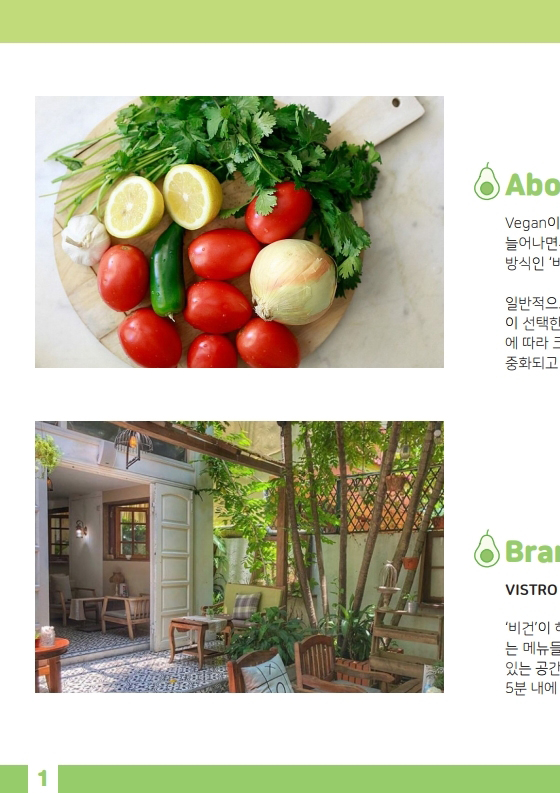 Abo
Vegan이
늘어나면
방식인 '비
일반적으
이 선택한
에 따라
중화되고
Bran
VISTRO
'비건'이
는 메뉴들
있는 공간
5분 내에
1